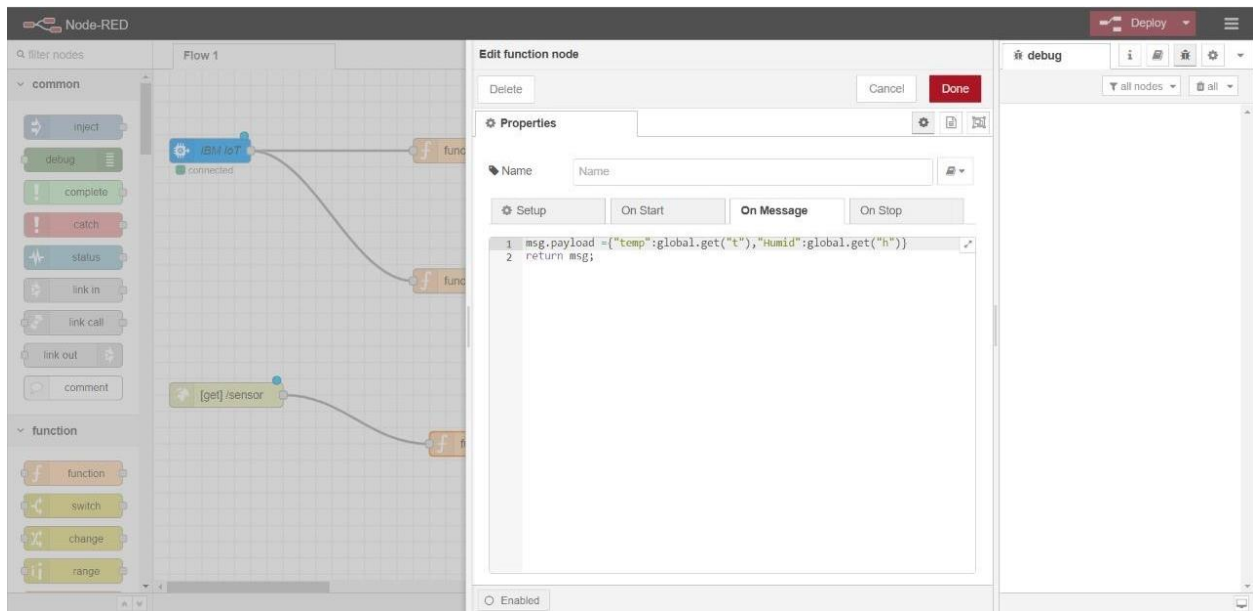 Node-RED
Deploy
filter nodes
Flow 1
common
inject
debug
complete
catch
status
link in
link call
link out
comment
function
function
switch
change
range
IBM IoT
connected
func
func
[get] /sensor
Edit function node
Delete
Cancel
Done
Properties
Name
Name
Setup
On Start
On Message
On Stop
1 msg.payload ={"temp":global.get("t"),"Humid":global.get("h")}
2 return msg;
Enabled
debug
i
all nodes
all